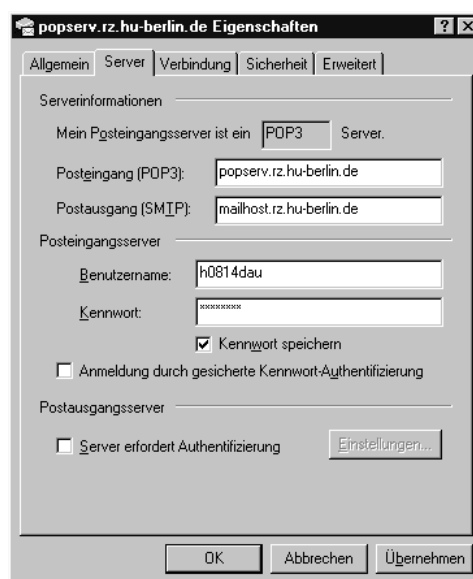 popserv.rz.hu-berlin.de Eigenschaften
Allgemein Server Verbindung Sicherheit Erweitert
Serverinformationen
Mein Posteingangsserver ist ein POP3 Server.
Posteingang (POP3): popserv.rz.hu-berlin.de
Postausgang (SMTP): mailhost.rz.hu-berlin.de
Posteingangsserver
Benutzername: h0814dau
Kennwort: ********
Kennwort speichern
Anmeldung durch gesicherte Kennwort-Authentifizierung
Postausgangsserver
Server erfordert Authentifizierung Einstellungen...
OK Abbrechen Übernehmen